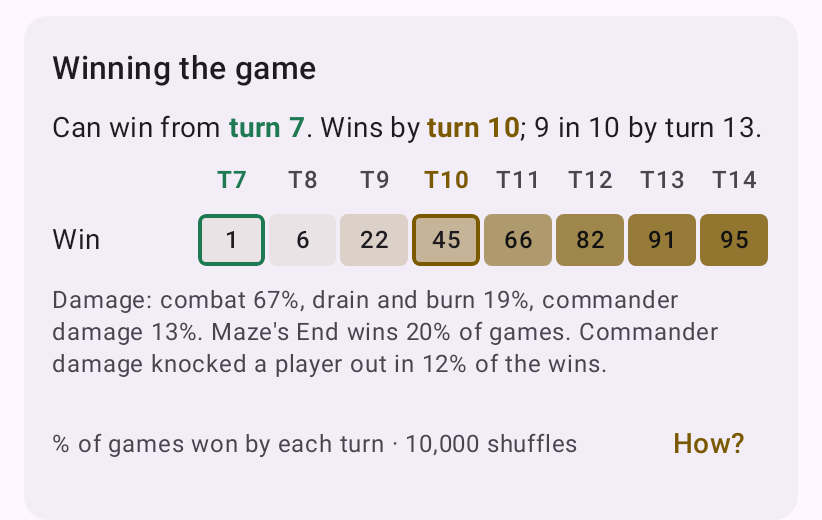 Winning the game
Can win from turn 7. Wins by turn 10; 9 in 10 by turn 13.
T7 T8 T9 T10 T11 T12 T13 T14
Win 1 6 22 45 66 82 91 95
Damage: combat 67%, drain and burn 19%, commander
damage 13%. Maze's End wins 20% of games. Commander
damage knocked a player out in 12% of the wins.
% of games won by each turn · 10,000 shuffles How?